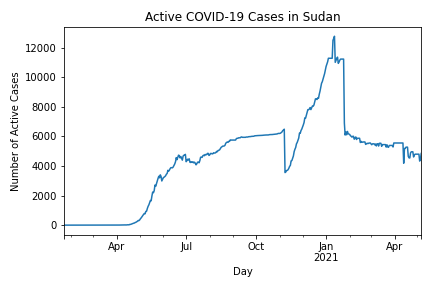 Active COVID-19 Cases in Sudan
Number of Active Cases
12000
10000
8000
6000
4000
2000
0
Apr
Jul
Oct
Jan
2021
Apr
Day